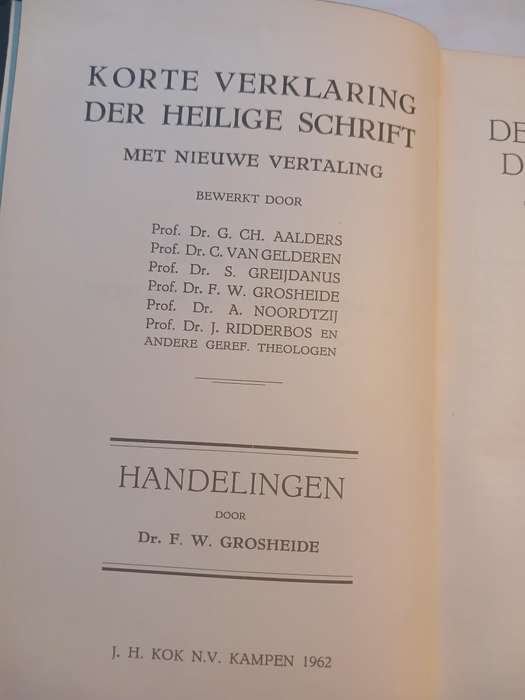 KORTE VERKLARING
DER HEILIGE SCHRIFT
MET NIEUWE VERTALING
BEWERKT DOOR
Prof. Dr. G. CH. AALDERS
Prof. Dr. C. VAN GELDEREN
Prof. Dr. S. GREIJDANUS
Prof. Dr. F. W. GROSHEIDE
Prof. Dr. A. NOORDTZIJ
Prof. Dr. J. RIDDERBOS EN
ANDERE GEREF. THEOLOGEN
HANDELINGEN
DOOR
Dr. F. W. GROSHEIDE
J. H. KOK N.V. KAMPEN 1962
DE
D